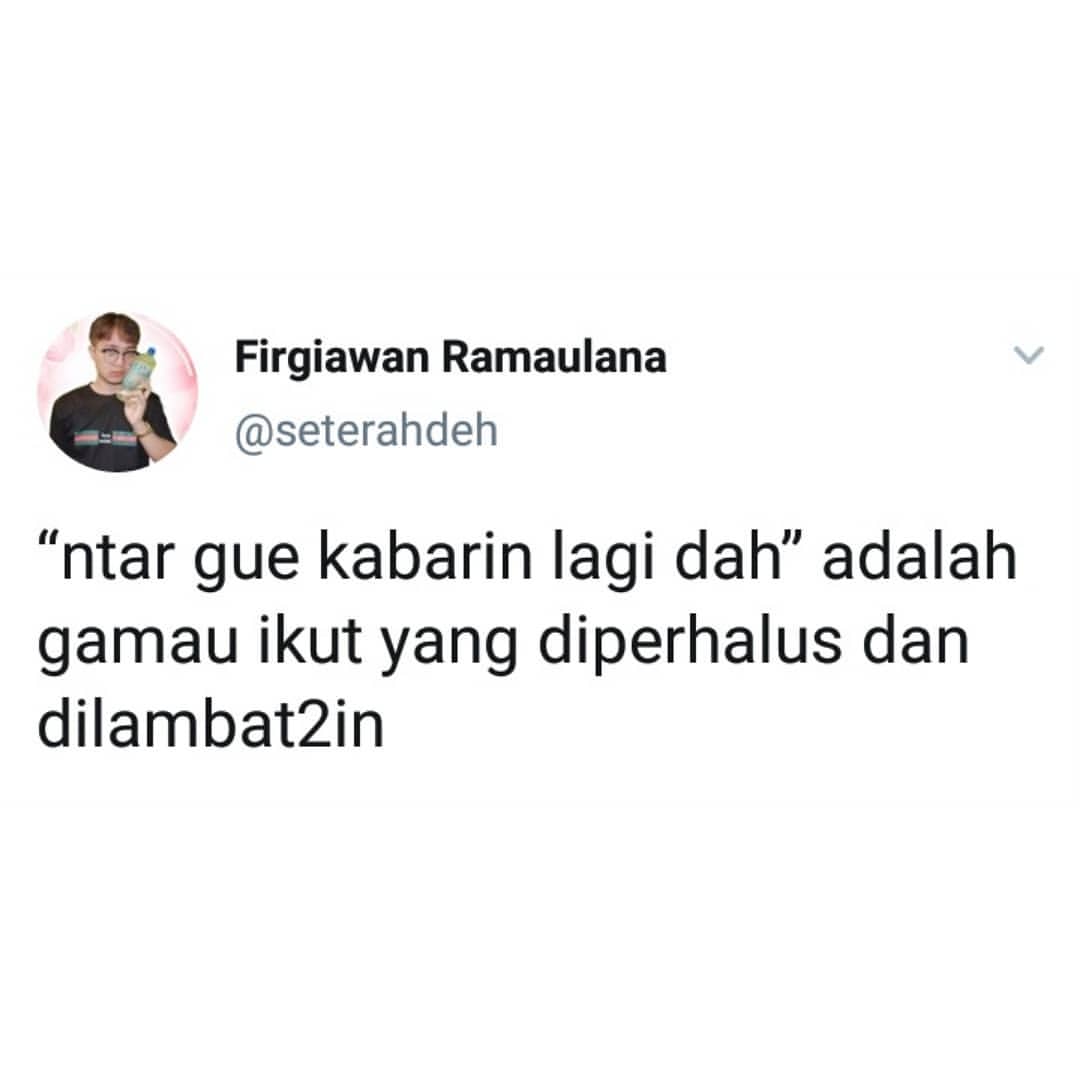 Firgiawan Ramaulana
@seterahdeh
“ntar gue kabarin lagi dah” adalah
gamau ikut yang diperhalus dan
dilambat2in